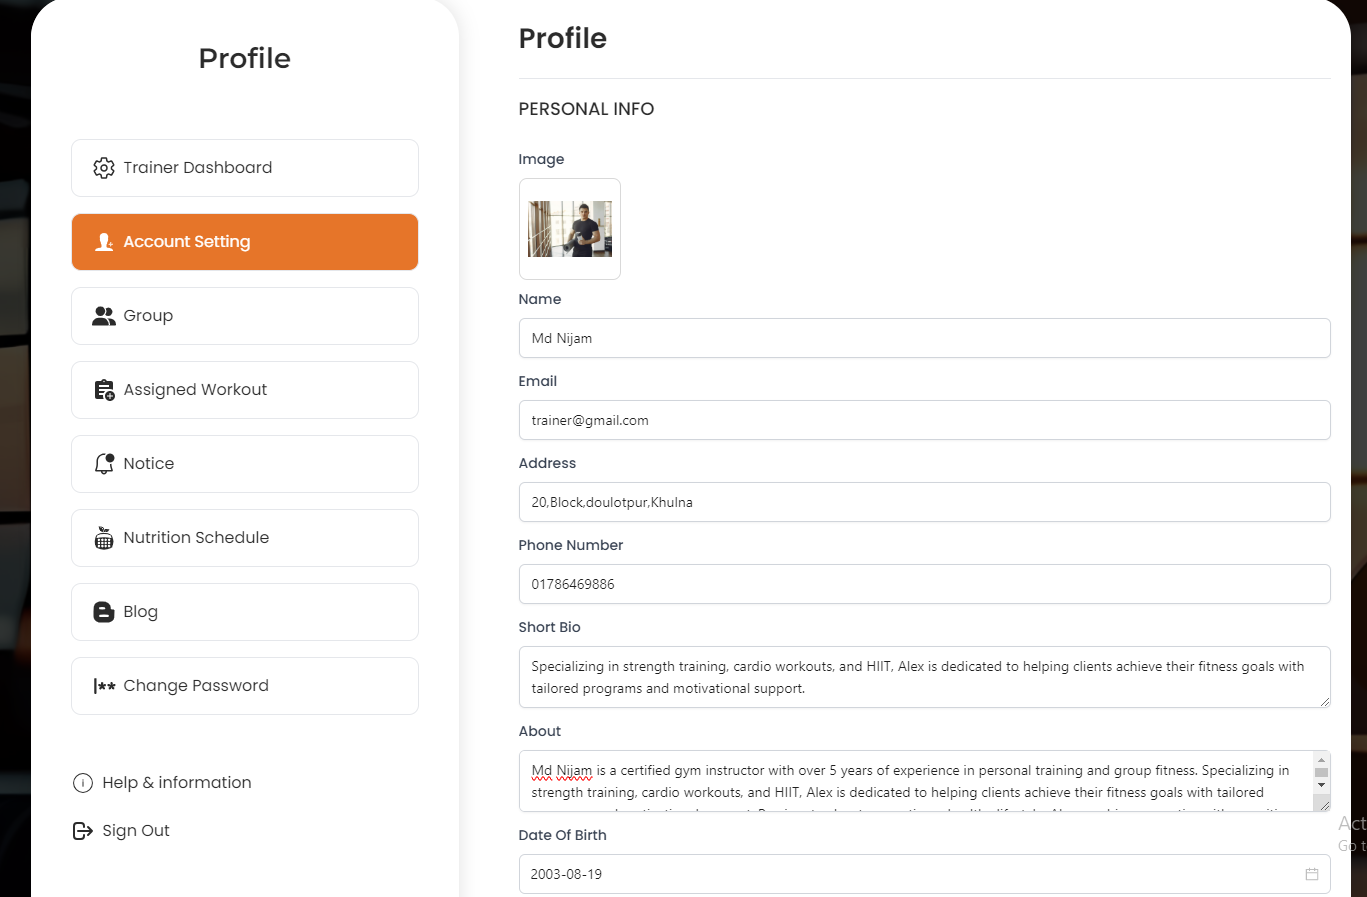 Profile
Trainer Dashboard
Account Setting
Group
Assigned Workout
Notice
Nutrition Schedule
Blog
|** Change Password
Help & information
Sign Out
Profile
PERSONAL INFO
Image
Name
Md Nijam
Email
trainer@gmail.com
Address
20,Block,doulotpur,Khulna
Phone Number
01786469886
Short Bio
Specializing in strength training, cardio workouts, and HIIT, Alex is dedicated to helping clients achieve their fitness goals with
tailored programs and motivational support.
About
Md Nijam is a certified gym instructor with over 5 years of experience in personal training and group fitness. Specializing in
strength training, cardio workouts, and HIIT, Alex is dedicated to helping clients achieve their fitness goals with tailored
Date Of Birth
2003-08-19
Act
Go t